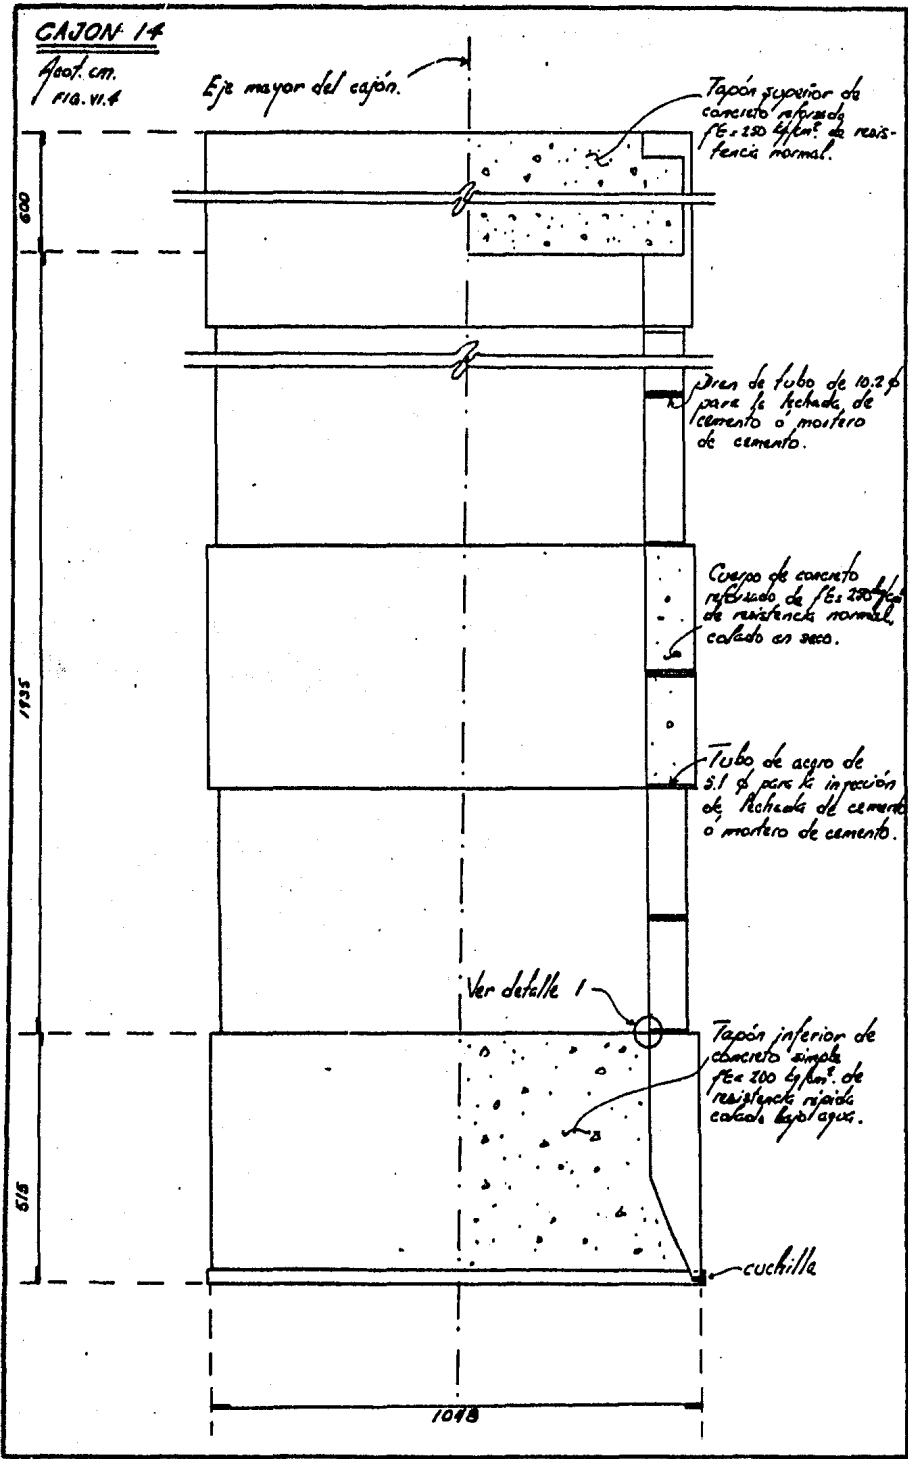 CAJON 14
Acot. cm.
FIG. VI.4
Eje mayor del cajón.
Tapón superior de
concreto reforzado
f'c= 250 kg/cm². de resis-
tencia normal.
600
Dren de tubo de 10.2 φ
para la lechada de
cemento ó mortero
de cemento.
Cuerpo de concreto
reforzado de f'c= 250 kg/cm²
de resistencia normal,
colado en seco.
1935
Tubo de acero de
5.1 φ para la inyección
de lechada de cemento
ó mortero de cemento.
Ver detalle 1
Tapón inferior de
concreto simple
f'c= 200 kg/cm². de
resistencia rápida
colado bajo agua.
515
cuchilla
1048